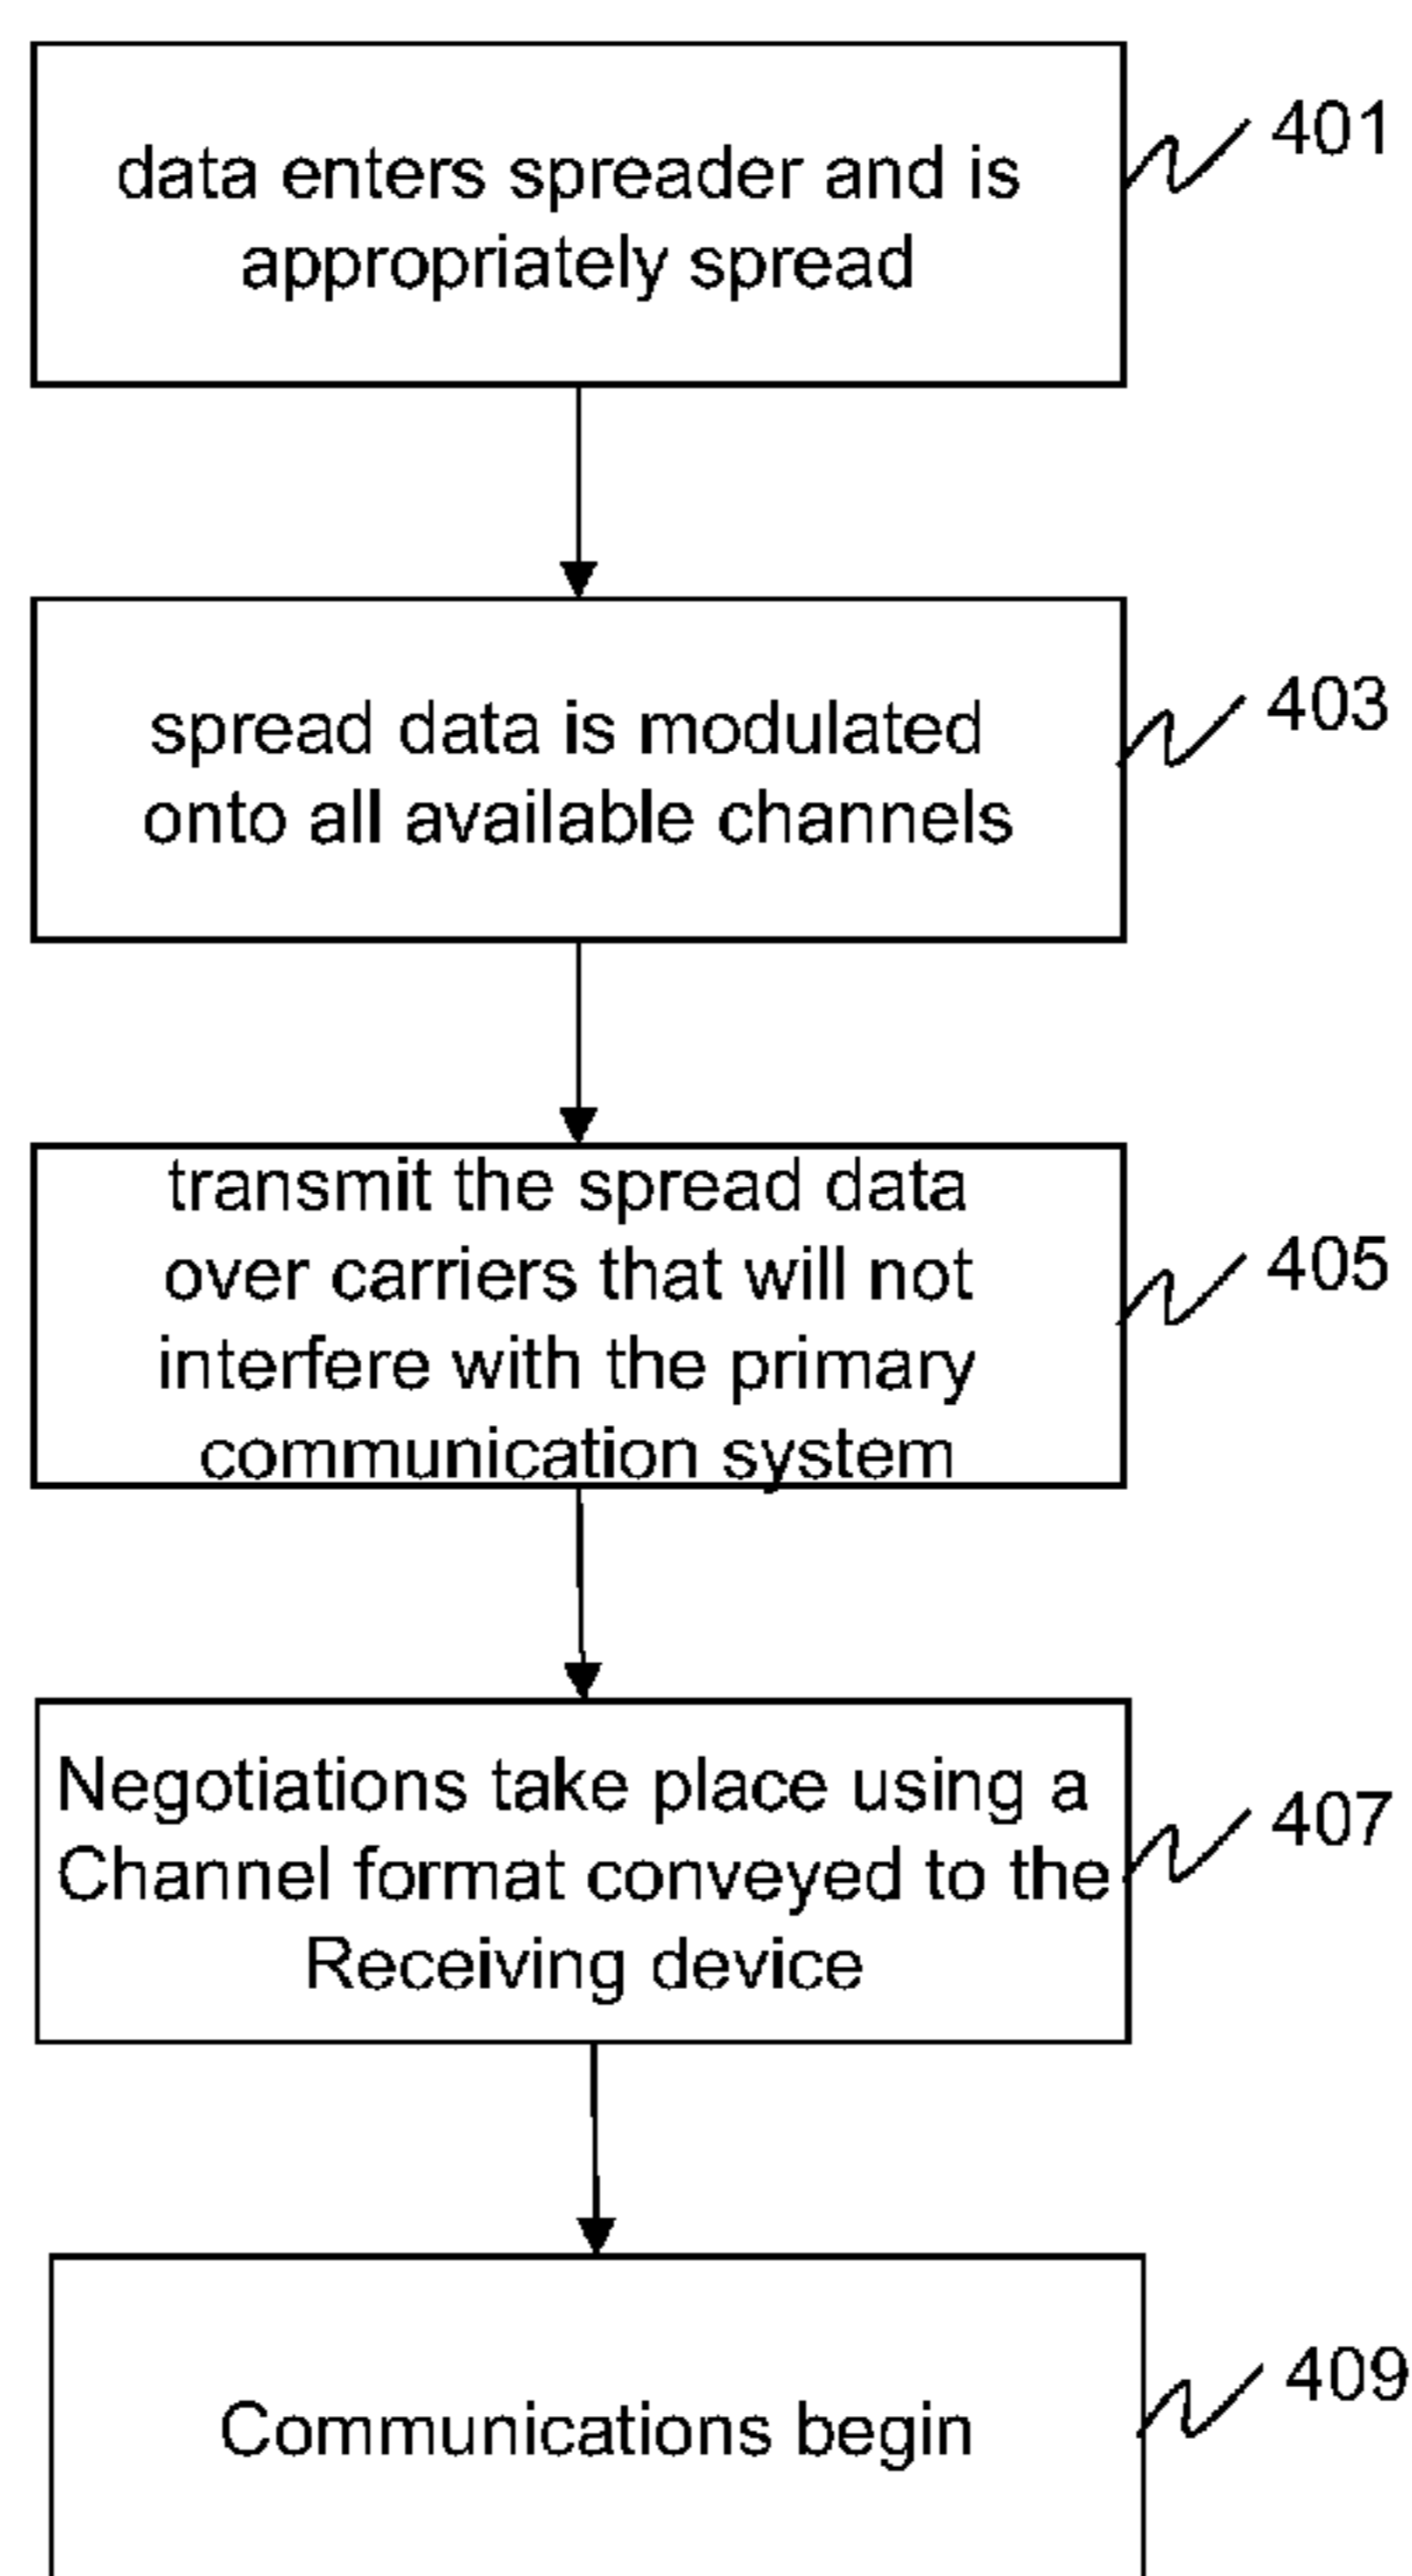 data enters spreader and is
appropriately spread
401
spread data is modulated
onto all available channels
403
transmit the spread data
over carriers that will not
interfere with the primary
communication system
405
Negotiations take place using a
Channel format conveyed to the
Receiving device
407
Communications begin
409